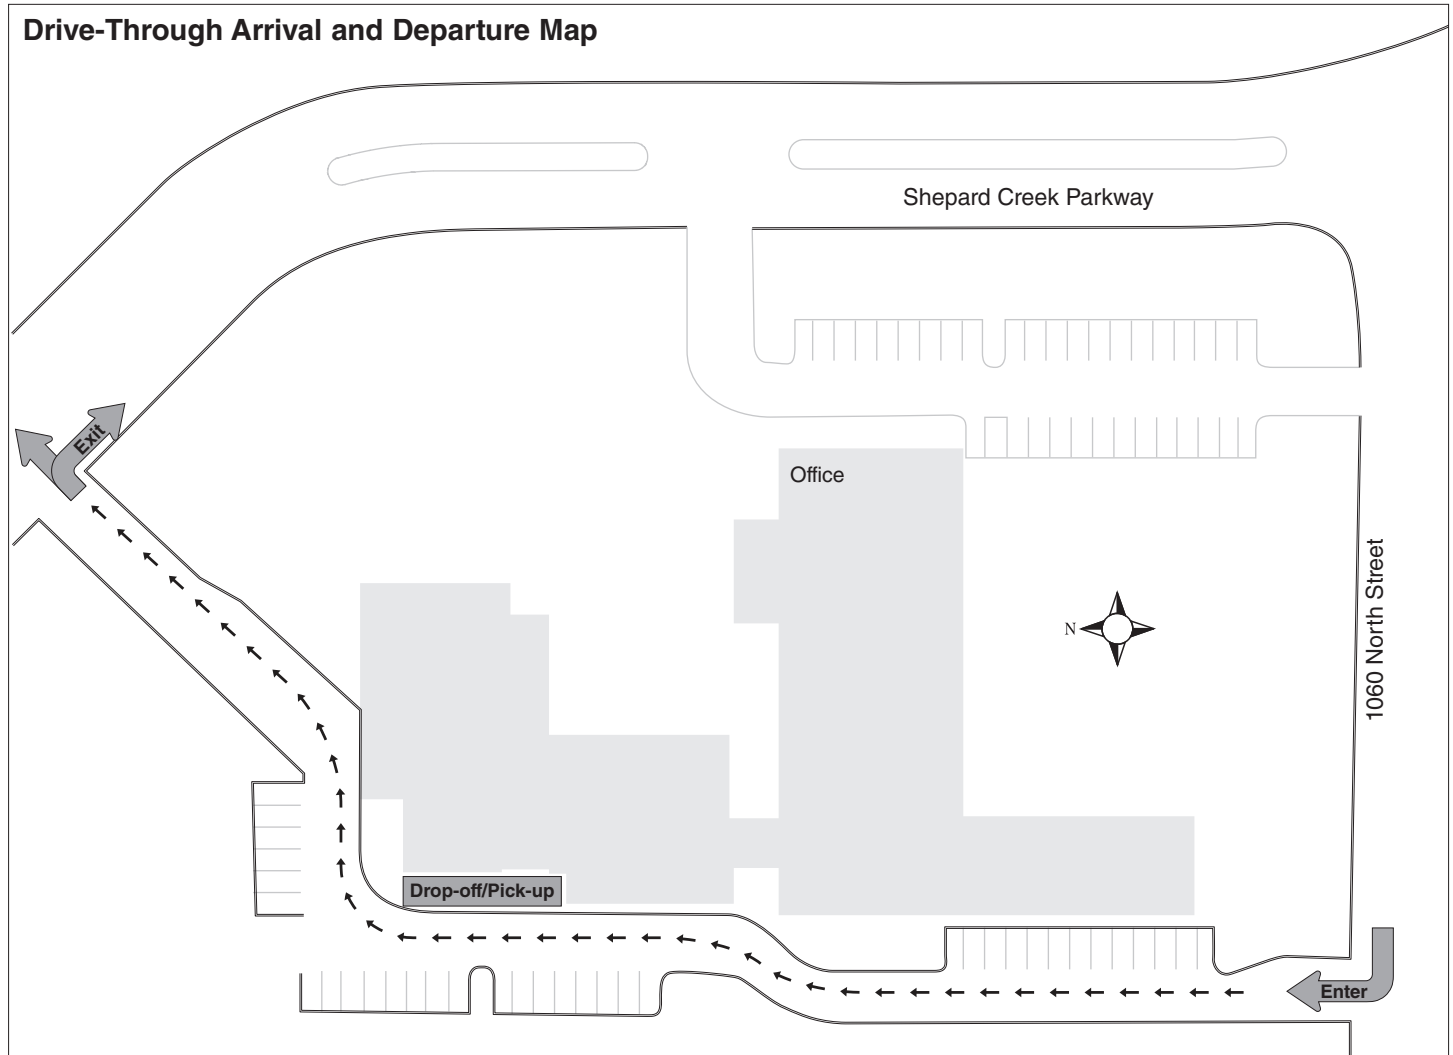 Drive-Through Arrival and Departure Map
Shepard Creek Parkway
Exit
Office
N
1060 North Street
Drop-off/Pick-up
Enter